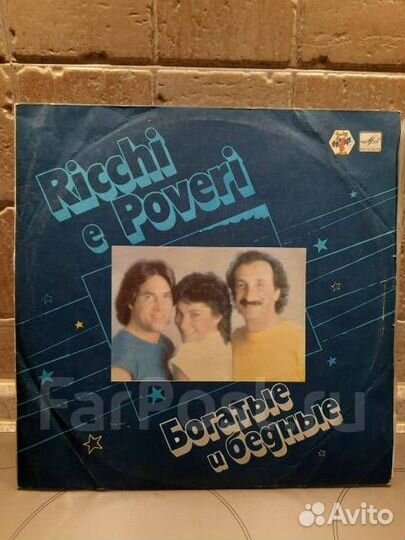 Ricchi
e Poveri
Богатые
и бедные
FarPost.ru
Avito